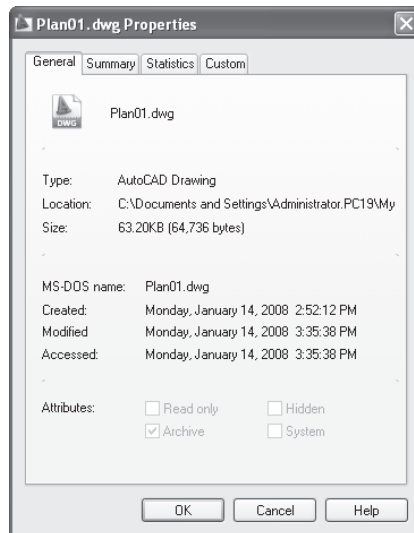 Plan01.dwg Properties
General Summary Statistics Custom
DWG Plan01.dwg
Type: AutoCAD Drawing
Location: C:\Documents and Settings\Administrator.PC19\My
Size: 63.20KB (64,736 bytes)
MS-DOS name: Plan01.dwg
Created: Monday, January 14, 2008 2:52:12 PM
Modified Monday, January 14, 2008 3:35:38 PM
Accessed: Monday, January 14, 2008 3:35:38 PM
Attributes: Read only Hidden
Archive System
OK Cancel Help